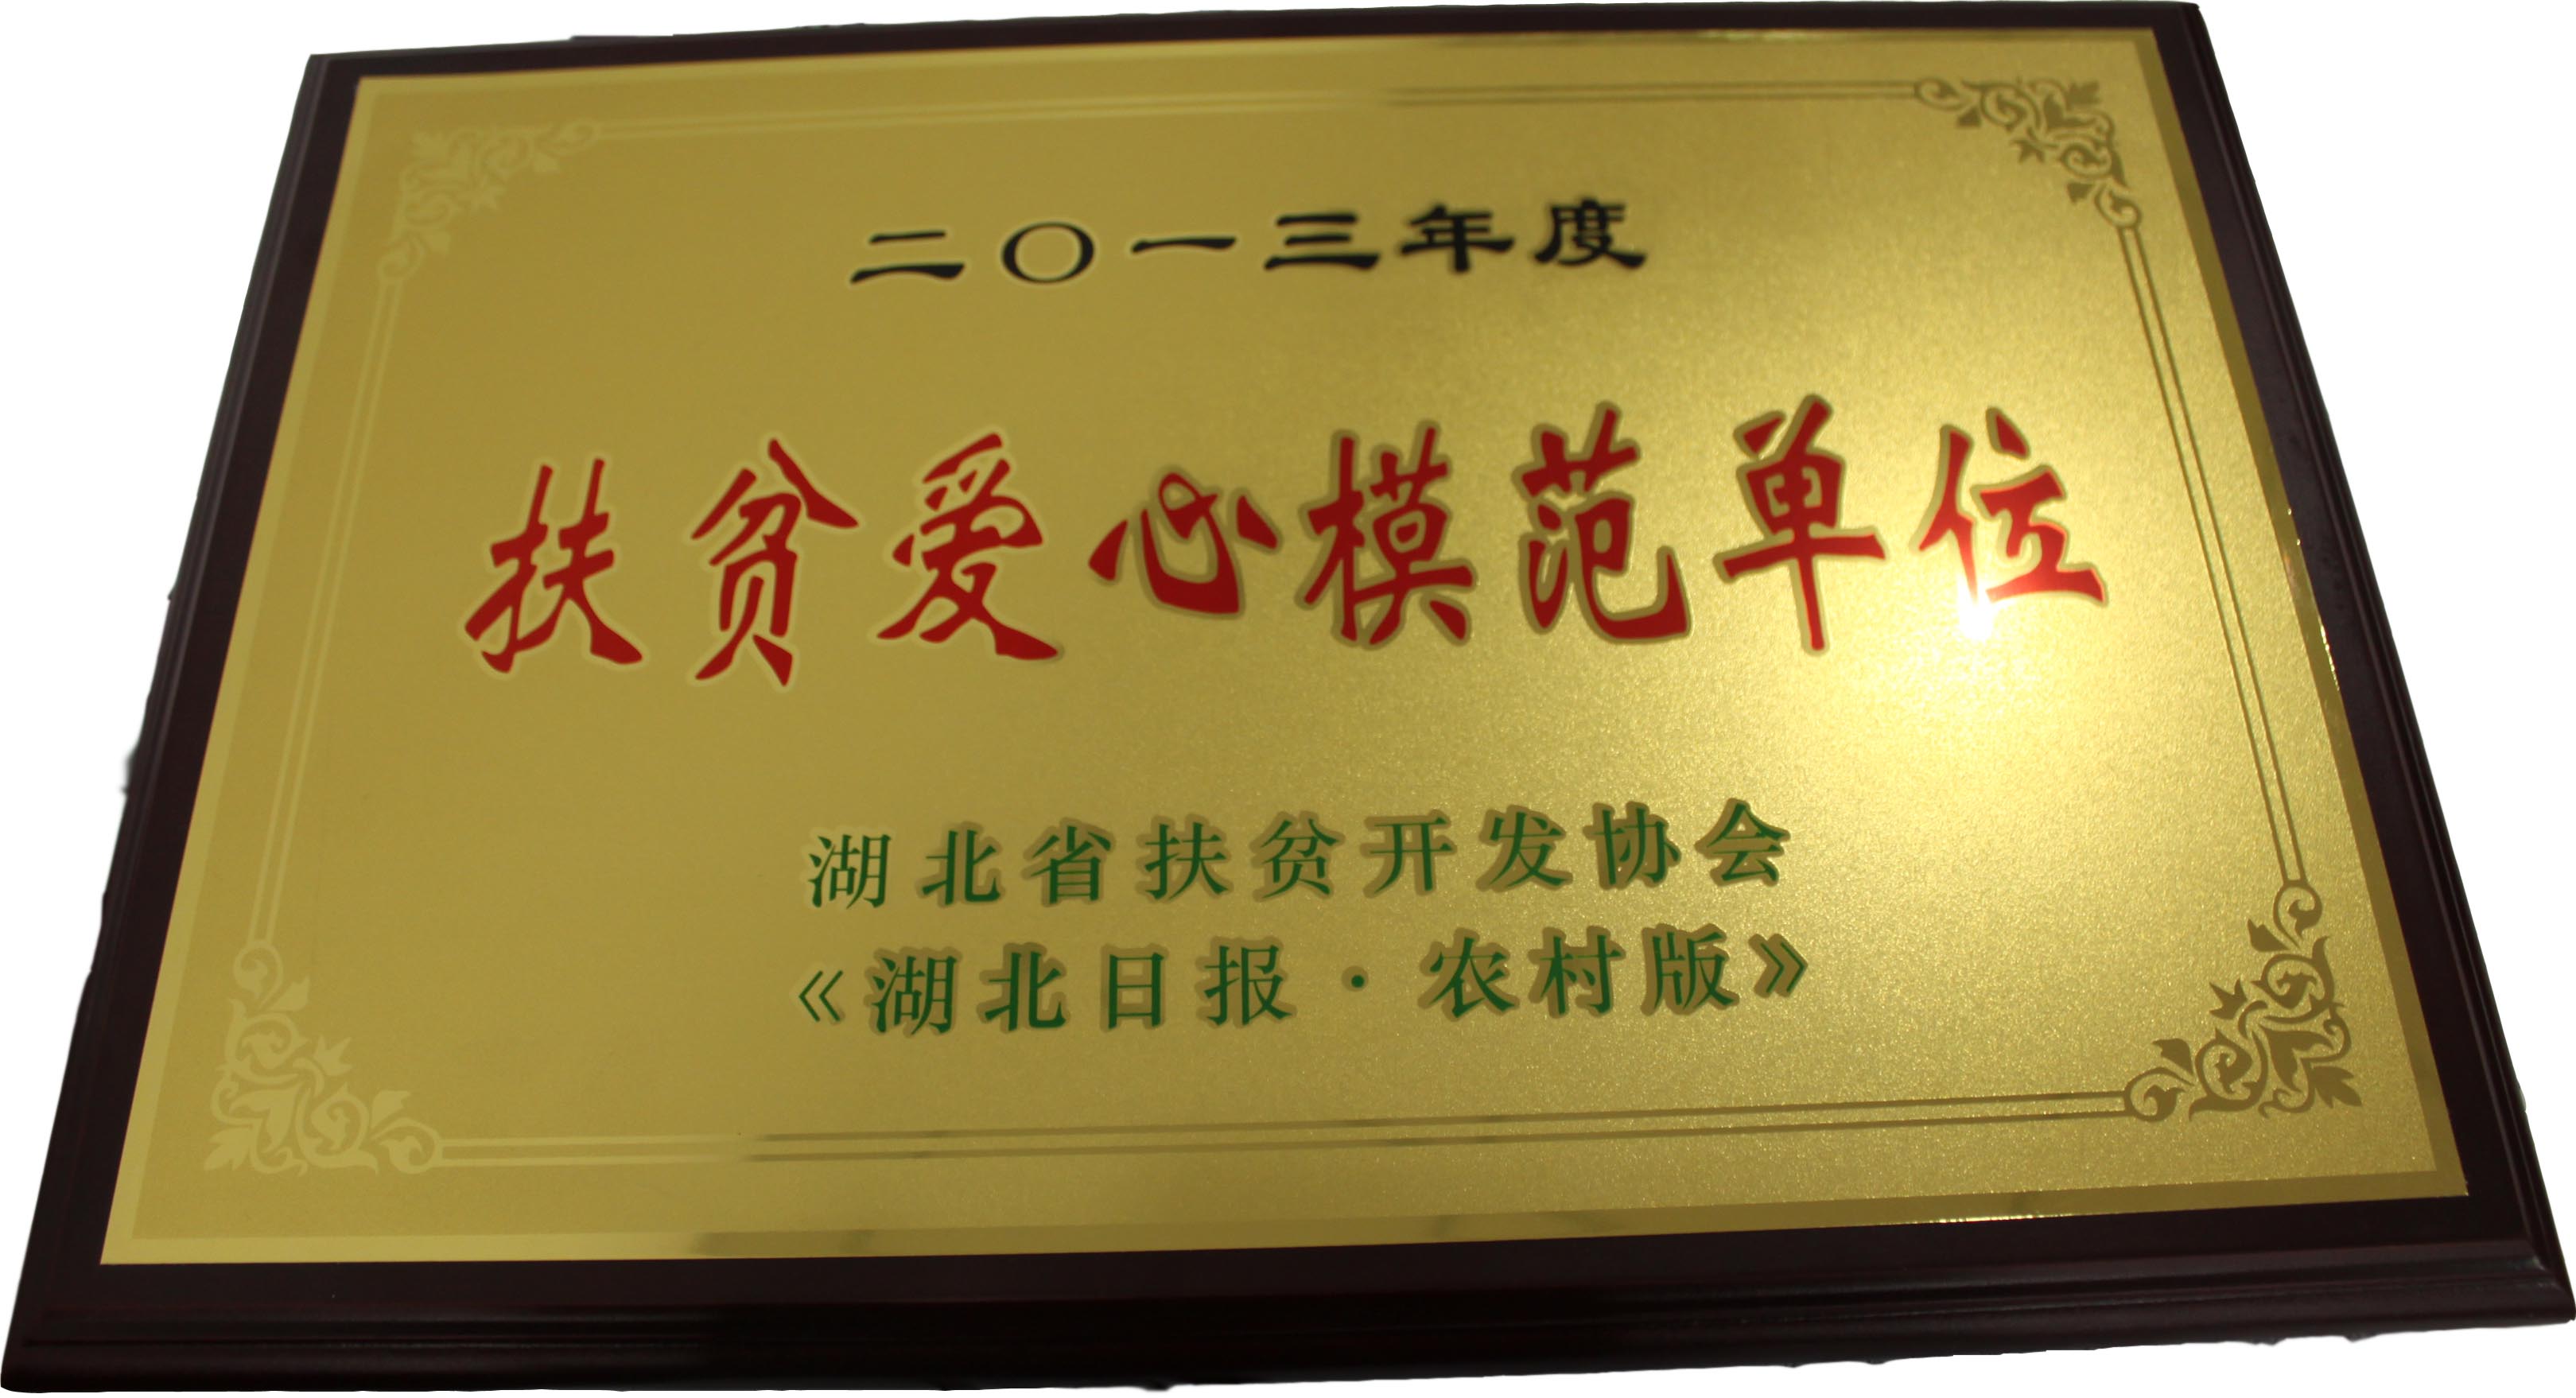 二〇一三年度
扶贫爱心模范单位
湖北省扶贫开发协会
《湖北日报·农村版》